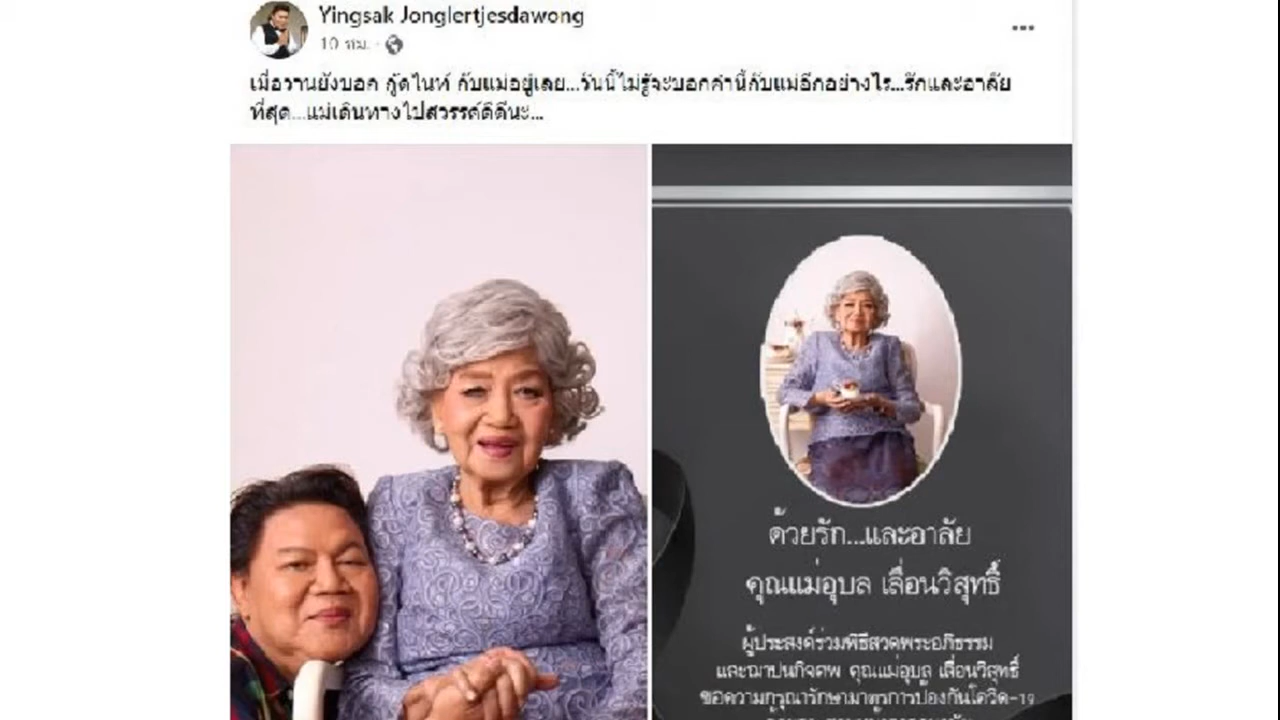 Yingsak Jonglertjesdawong
10 ชม.
เมื่อวานยังบอก กู๊ดไนท์ กับแม่อยู่เลย...วันนี้ไม่รู้จะบอกคำนี้กับแม่อีกอย่างไร...รักและอาลัย
ที่สุด...แม่เดินทางไปสวรรค์ดีดีนะ...
ด้วยรัก...และอาลัย
คุณแม่อุบล เลื่อนวิสุทธิ์
ผู้ประสงค์ร่วมพิธีสวดพระอภิธรรม
และฌาปนกิจศพ คุณแม่อุบล เลื่อนวิสุทธิ์
ขอความกรุณารักษามาตรการป้องกันโควิด-19